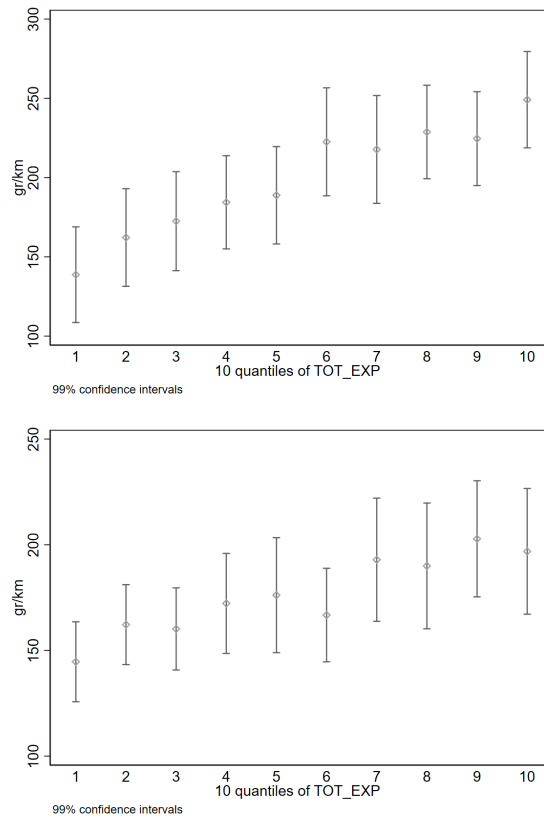 300
250
200
150
100
gr/km
1 2 3 4 5 6 7 8 9 10
10 quantiles of TOT_EXP
99% confidence intervals
250
200
150
100
gr/km
1 2 3 4 5 6 7 8 9 10
10 quantiles of TOT_EXP
99% confidence intervals